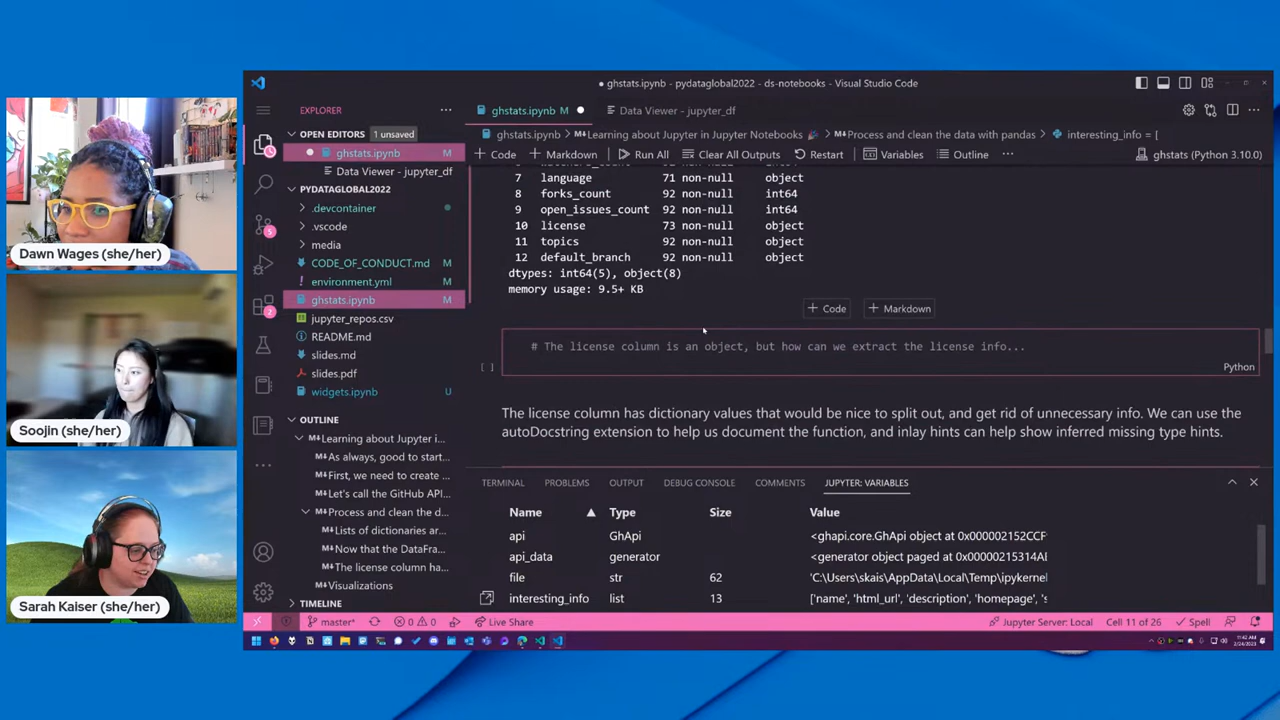 ghstats.ipynb - pydataglobal2022 - ds-notebooks - Visual Studio Code
EXPLORER
OPEN EDITORS 1 unsaved
ghstats.ipynb M
Data Viewer - jupyter_df
PYDATAGLOBAL2022
.devcontainer
.vscode
media
CODE_OF_CONDUCT.md M
environment.yml M
ghstats.ipynb M
jupyter_repos.csv
README.md
slides.md
slides.pdf
widgets.ipynb U
OUTLINE
Learning about Jupyter i...
As always, good to start...
First, we need to create ...
Let's call the GitHub API...
Process and clean the d...
Lists of dictionaries ar...
Now that the DataFra...
The license column ha...
Visualizations
TIMELINE
ghstats.ipynb M
Data Viewer - jupyter_df
ghstats.ipynb > Learning about Jupyter in Jupyter Notebooks > Process and clean the data with pandas > interesting_info = [
Code Markdown Run All Clear All Outputs Restart Variables Outline ghstats (Python 3.10.0)
7 language 71 non-null object
8 forks_count 92 non-null int64
9 open_issues_count 92 non-null int64
10 license 73 non-null object
11 topics 92 non-null object
12 default_branch 92 non-null object
dtypes: int64(5), object(8)
memory usage: 9.5+ KB
+ Code + Markdown
# The license column is an object, but how can we extract the license info...
[ ] Python
The license column has dictionary values that would be nice to split out, and get rid of unnecessary info. We can use the
autoDocstring extension to help us document the function, and inlay hints can help show inferred missing type hints.
TERMINAL PROBLEMS OUTPUT DEBUG CONSOLE COMMENTS JUPYTER: VARIABLES
Name Type Size Value
api GhApi <ghapi.core.GhApi object at 0x000002152CCF
api_data generator <generator object paged at 0x00000215314AE
file str 62 'C:\Users\skais\AppData\Local\Temp\ipykernel
interesting_info list 13 ['name', 'html_url', 'description', 'homepage', 's
master* 0 0 Live Share Jupyter Server: Local Cell 11 of 26 Spell
11:42 AM
2/24/2023
Dawn Wages (she/her)
Soojin (she/her)
Sarah Kaiser (she/her)